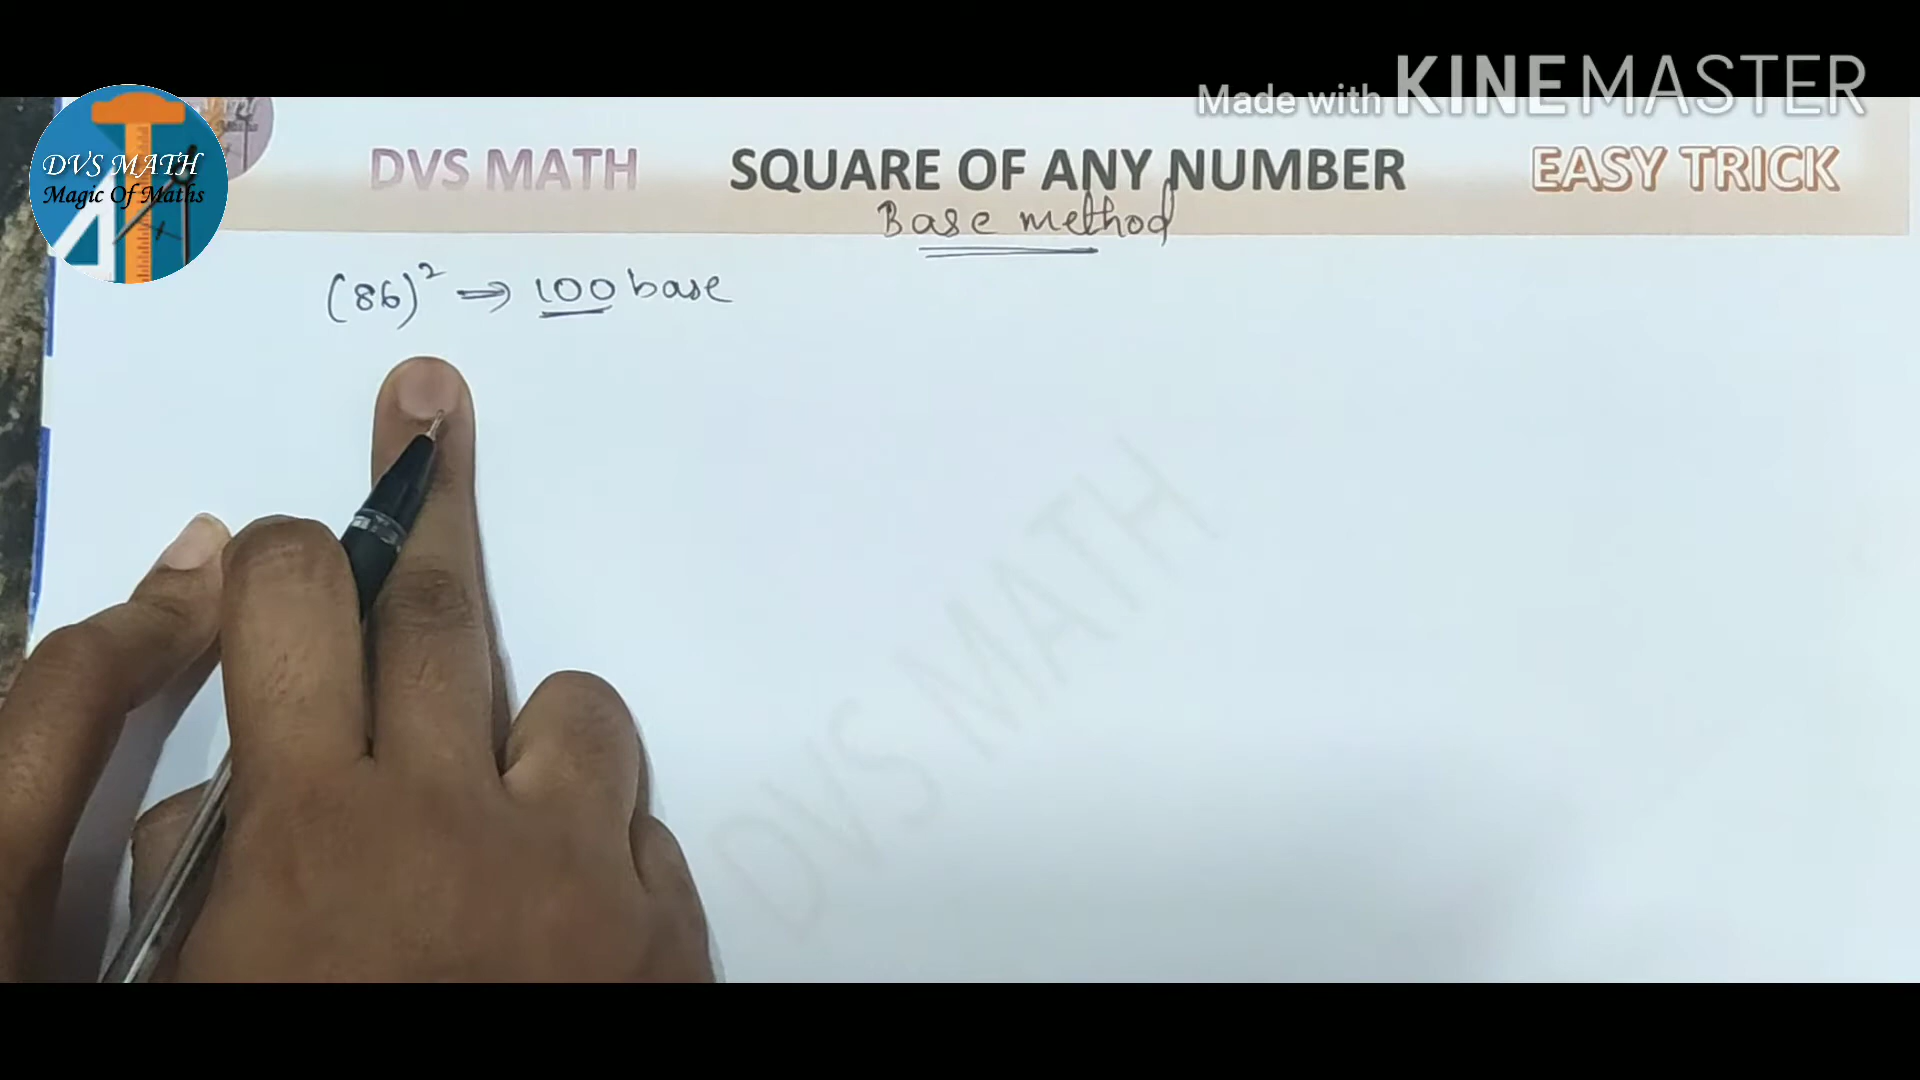 Made with KINEMASTER
DVS MATH
Magic Of Maths
DVS MATH SQUARE OF ANY NUMBER EASY TRICK
Base method
(86)² → 100 base
DVS MATH